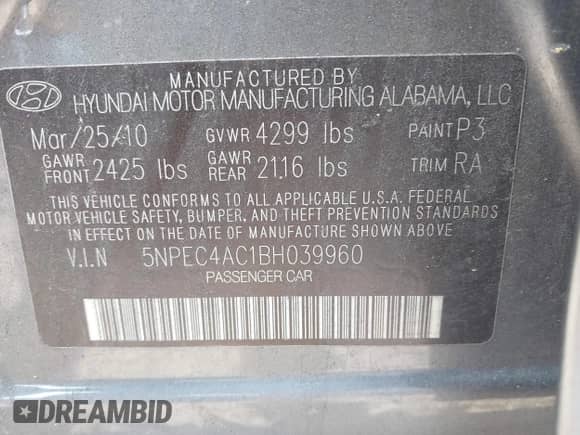 MANUFACTURED BY
HYUNDAI MOTOR MANUFACTURING ALABAMA, LLC
Mar/25/10 GVWR 4299 lbs PAINT P3
GAWR FRONT 2425 lbs GAWR REAR 2116 lbs TRIM RA
THIS VEHICLE CONFORMS TO ALL APPLICABLE U.S.A. FEDERAL
MOTOR VEHICLE SAFETY, BUMPER, AND THEFT PREVENTION STANDARDS
IN EFFECT ON THE DATE OF MANUFACTURE SHOWN ABOVE.
V.I.N 5NPEC4AC1BH039960
PASSENGER CAR
DREAMBID